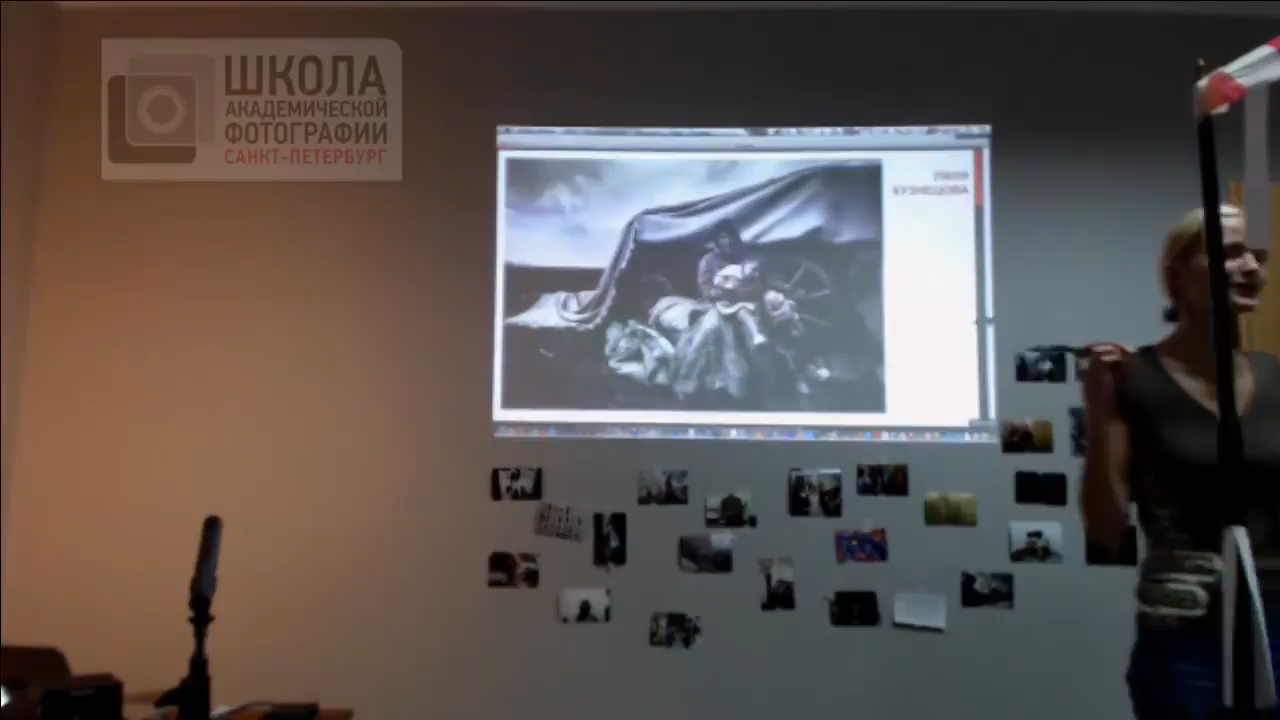 ШКОЛА
АКАДЕМИЧЕСКОЙ
ФОТОГРАФИИ
САНКТ-ПЕТЕРБУРГ
КУЗНЕЦОВА